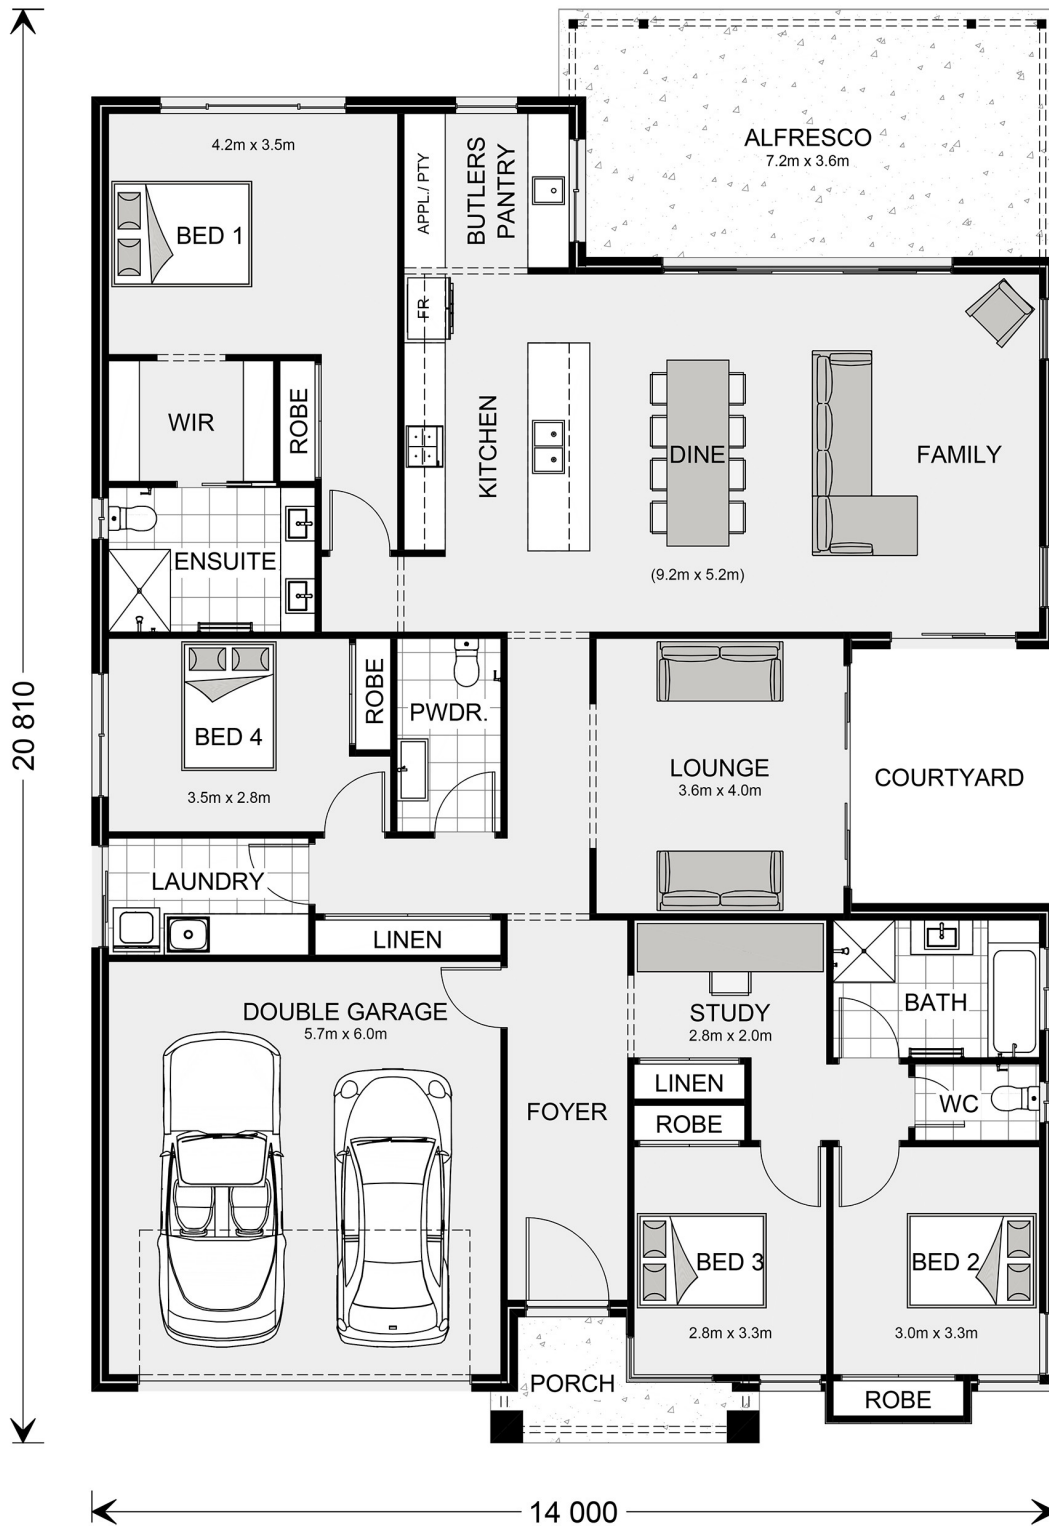 ALFRESCO
7.2m x 3.6m
4.2m x 3.5m
BED 1
APPL./ PTY
BUTLERS
PANTRY
FR
WIR
ROBE
KITCHEN
DINE
FAMILY
ENSUITE
(9.2m x 5.2m)
ROBE
PWDR.
BED 4
3.5m x 2.8m
LOUNGE
3.6m x 4.0m
COURTYARD
20 810
LAUNDRY
LINEN
DOUBLE GARAGE
5.7m x 6.0m
STUDY
2.8m x 2.0m
BATH
LINEN
FOYER
ROBE
WC
BED 3
2.8m x 3.3m
BED 2
3.0m x 3.3m
PORCH
ROBE
14 000